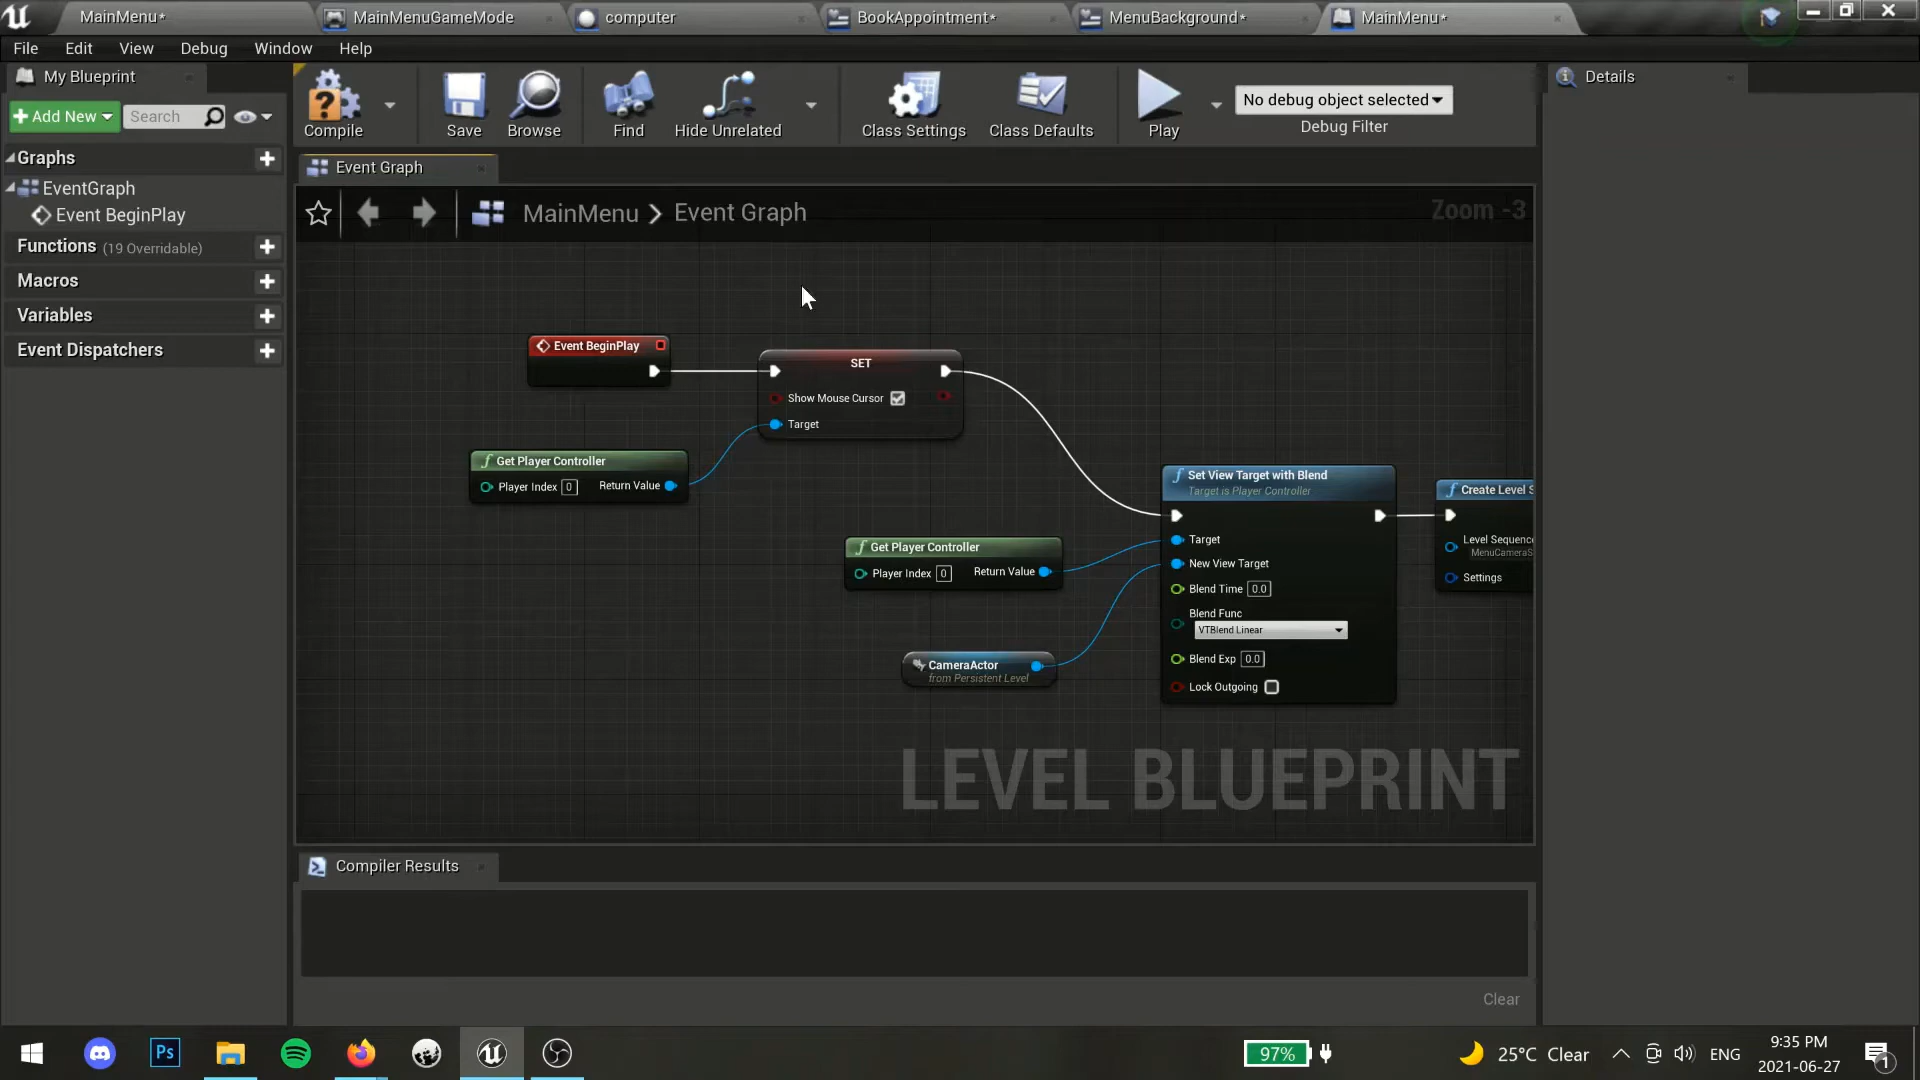 MainMenu*
MainMenuGameMode
computer
BookAppointment*
MenuBackground*
MainMenu*
File
Edit
View
Debug
Window
Help
My Blueprint
Add New
Search
Compile
Save
Browse
Find
Hide Unrelated
Class Settings
Class Defaults
Play
No debug object selected
Debug Filter
Details
Graphs
EventGraph
Event BeginPlay
Functions (19 Overridable)
Macros
Variables
Event Dispatchers
Event Graph
MainMenu > Event Graph
Zoom -3
Event BeginPlay
SET
Show Mouse Cursor
Target
Get Player Controller
Player Index 0
Return Value
Get Player Controller
Player Index 0
Return Value
CameraActor
from Persistent Level
Set View Target with Blend
Target is Player Controller
Target
New View Target
Blend Time 0.0
Blend Func
VTBlend Linear
Blend Exp 0.0
Lock Outgoing
Create Level S
Level Sequenc
MenuCameraS
Settings
LEVEL BLUEPRINT
Compiler Results
Clear
Ps
97%
25°C Clear
ENG
9:35 PM
2021-06-27
1